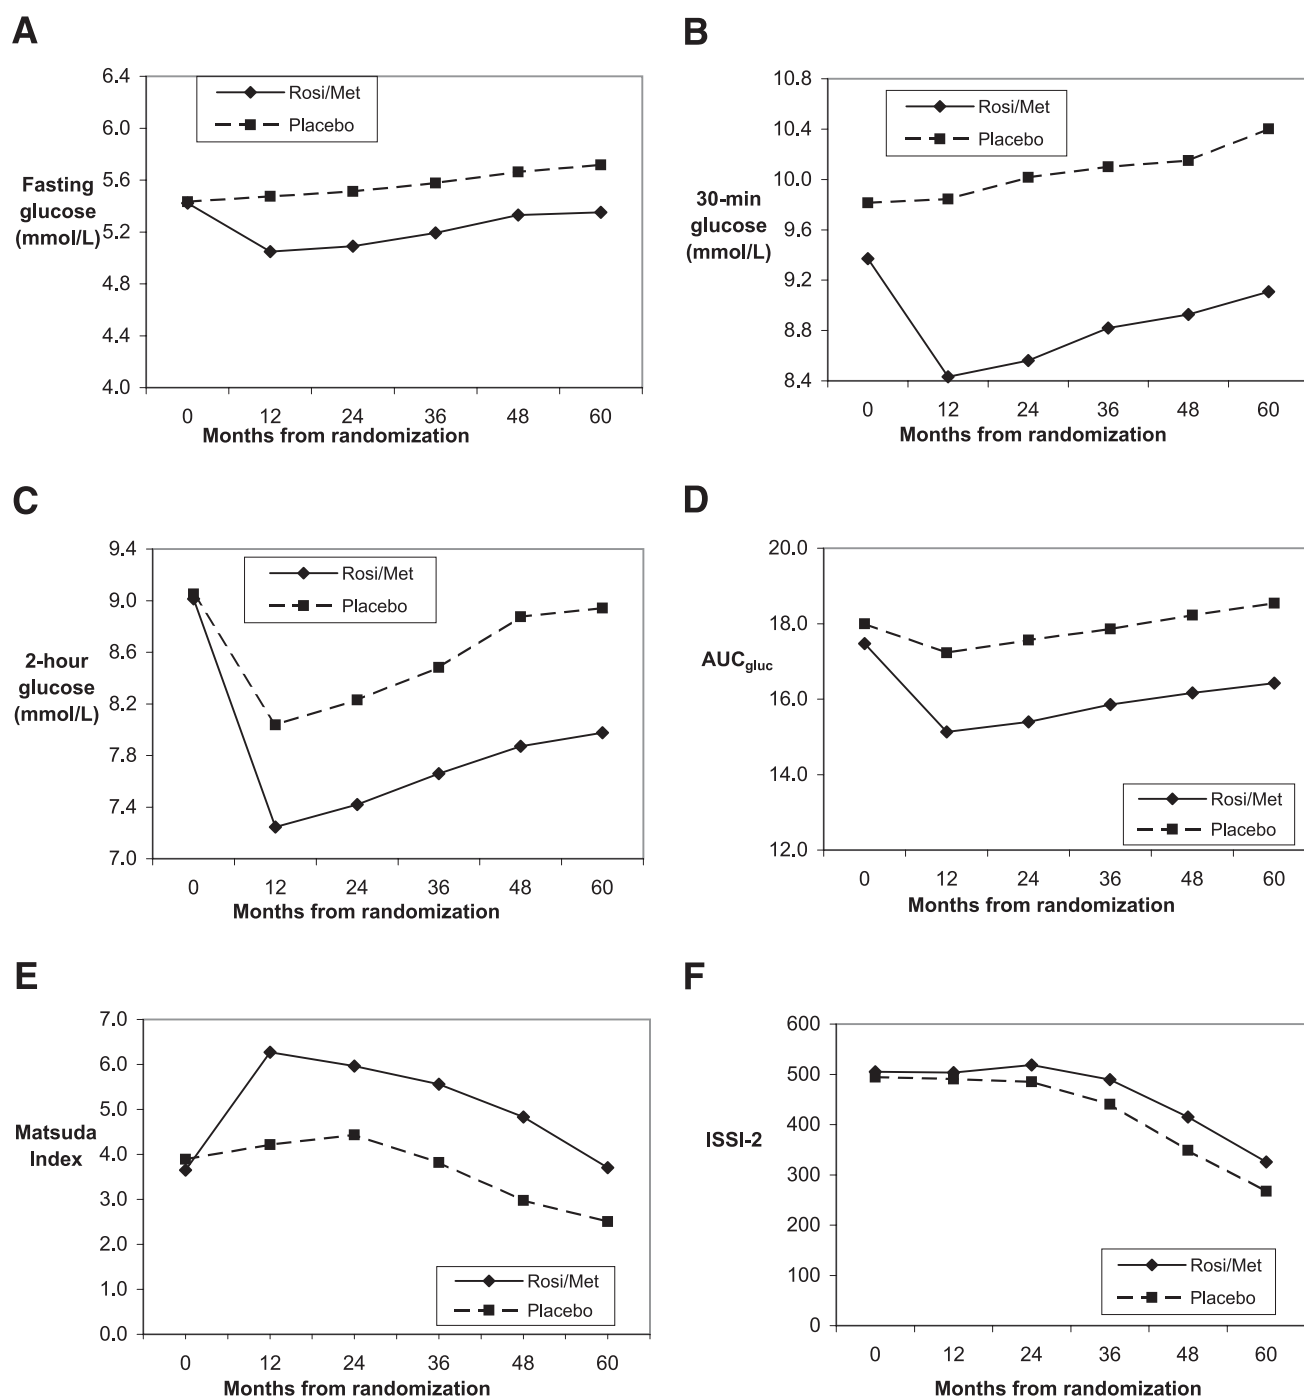 A
6.4
6.0
5.6
5.2
4.8
4.4
4.0
Fasting
glucose
(mmol/L)
Rosi/Met
Placebo
0 12 24 36 48 60
Months from randomization
B
10.8
10.4
10.0
9.6
9.2
8.8
8.4
30-min
glucose
(mmol/L)
Rosi/Met
Placebo
0 12 24 36 48 60
Months from randomization
C
9.4
9.0
8.6
8.2
7.8
7.4
7.0
2-hour
glucose
(mmol/L)
Rosi/Met
Placebo
0 12 24 36 48 60
Months from randomization
D
20.0
18.0
16.0
14.0
12.0
AUCgluc
Rosi/Met
Placebo
0 12 24 36 48 60
Months from randomization
E
7.0
6.0
5.0
4.0
3.0
2.0
1.0
0.0
Matsuda
Index
Rosi/Met
Placebo
0 12 24 36 48 60
Months from randomization
F
600
500
400
300
200
100
0
ISSI-2
Rosi/Met
Placebo
0 12 24 36 48 60
Months from randomization